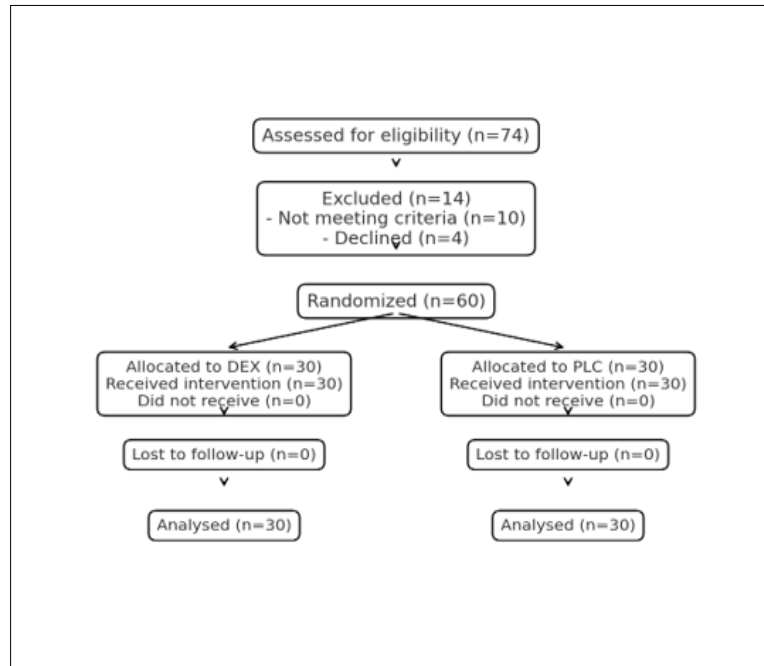 Assessed for eligibility (n=74)
Excluded (n=14)
- Not meeting criteria (n=10)
- Declined (n=4)
Randomized (n=60)
Allocated to DEX (n=30)
Received intervention (n=30)
Did not receive (n=0)
Allocated to PLC (n=30)
Received intervention (n=30)
Did not receive (n=0)
Lost to follow-up (n=0)
Lost to follow-up (n=0)
Analysed (n=30)
Analysed (n=30)